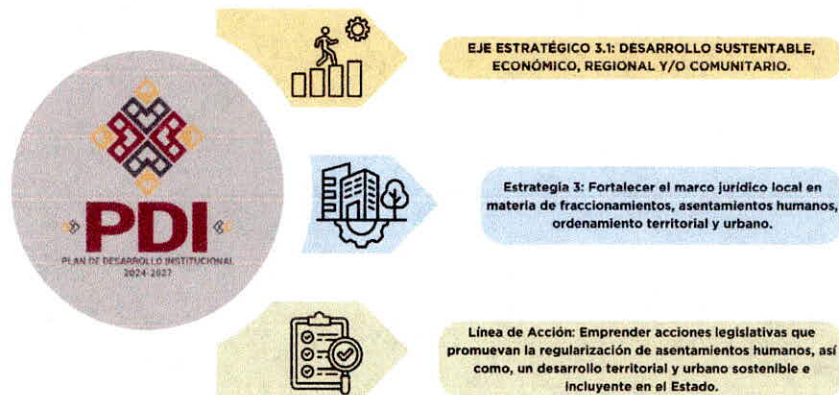 EJE ESTRATÉGICO 3.1: DESARROLLO SUSTENTABLE,
ECONÓMICO, REGIONAL Y/O COMUNITARIO.
PDI
PLAN DE DESARROLLO INSTITUCIONAL
2024-2027
Estrategia 3: Fortalecer el marco jurídico local en
materia de fraccionamientos, asentamientos humanos,
ordenamiento territorial y urbano.
Línea de Acción: Emprender acciones legislativas que
promuevan la regularización de asentamientos humanos, así
como, un desarrollo territorial y urbano sostenible e
incluyente en el Estado.